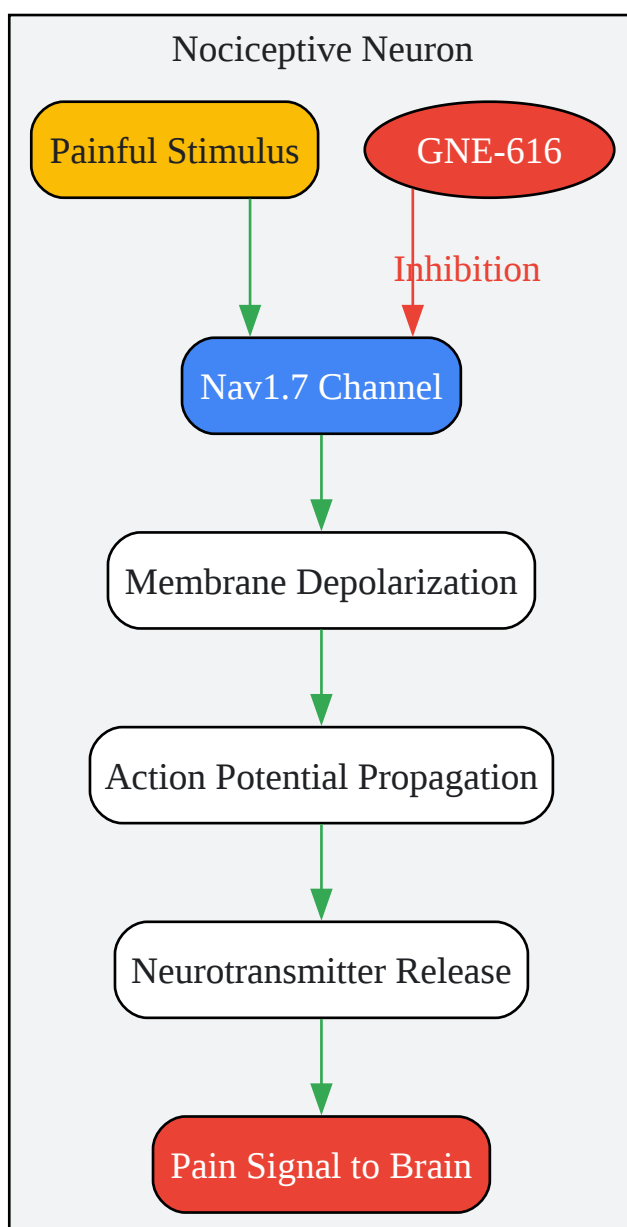 Nociceptive Neuron
Painful Stimulus
GNE-616
Inhibition
Nav1.7 Channel
Membrane Depolarization
Action Potential Propagation
Neurotransmitter Release
Pain Signal to Brain